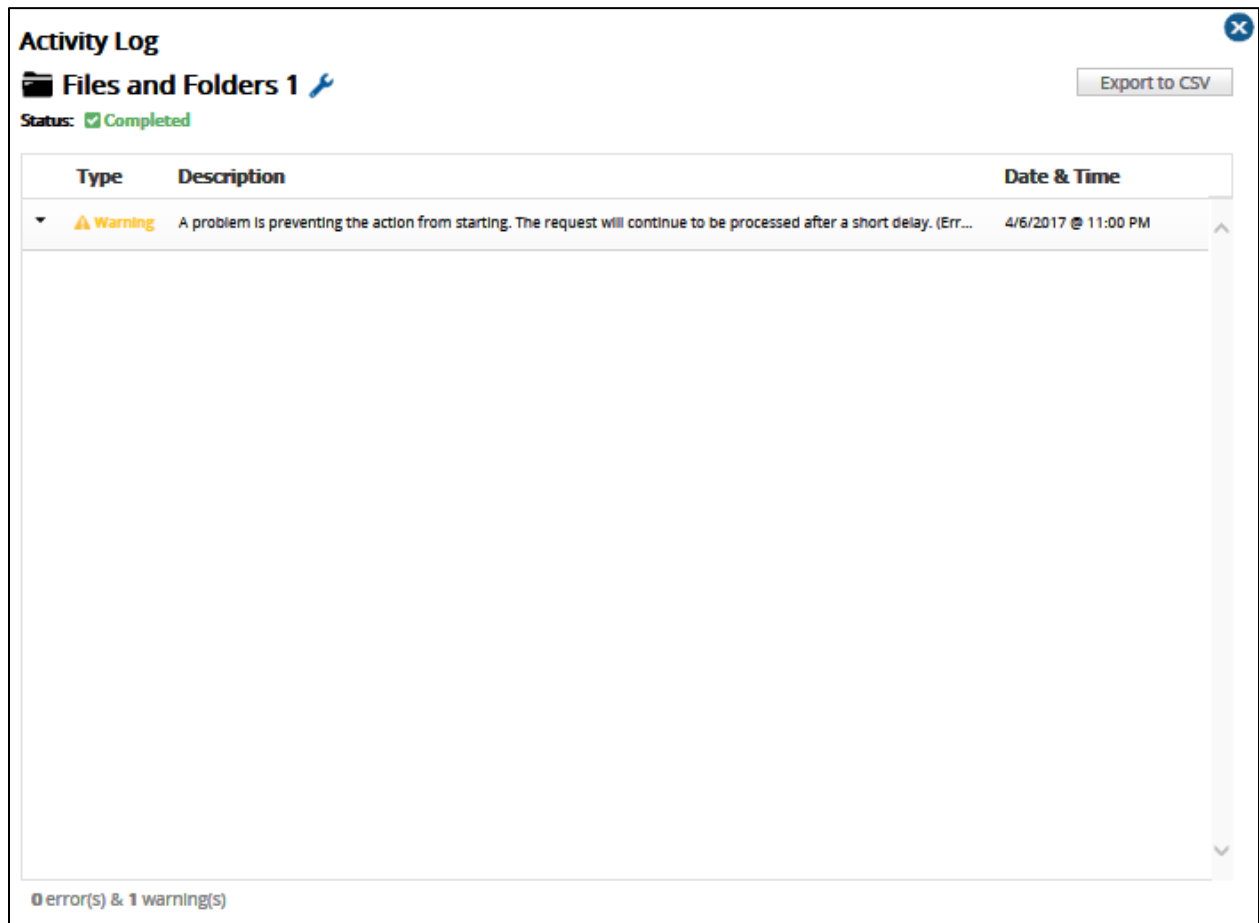 Activity Log
Files and Folders 1
Export to CSV
Status: Completed
Type Description Date & Time
Warning A problem is preventing the action from starting. The request will continue to be processed after a short delay. (Err... 4/6/2017 @ 11:00 PM
0 error(s) & 1 warning(s)